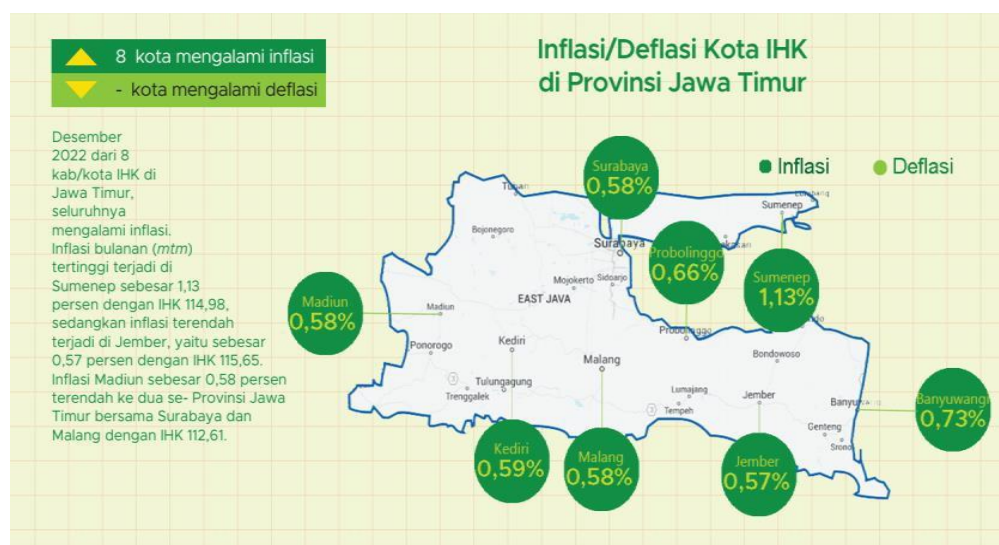 8 kota mengalami inflasi
- kota mengalami deflasi
Inflasi/Deflasi Kota IHK
di Provinsi Jawa Timur
Desember
2022 dari 8
kab/kota IHK di
Jawa Timur,
seluruhnya
mengalami inflasi.
Inflasi bulanan (mtm)
tertinggi terjadi di
Sumenep sebesar 1,13
persen dengan IHK 114,98,
sedangkan inflasi terendah
terjadi di Jember, yaitu sebesar
0,57 persen dengan IHK 115,65.
Inflasi Madiun sebesar 0,58 persen
terendah ke dua se- Provinsi Jawa
Timur bersama Surabaya dan
Malang dengan IHK 112,61.
Inflasi
Deflasi
Surabaya
0,58%
Tuban
Sumenep
Bojonegoro
Surabaya
Probolinggo
0,66%
Sumenep
1,13%
Mojokerto
Sidoarjo
EAST JAVA
Madiun
0,58%
Madiun
Probolinggo
Ponorogo
Kediri
Malang
Bondowoso
Tulungagung
Trenggalek
Lumajang
Tempeh
Jember
Banyuwangi
0,73%
Genteng
Srono
Kediri
0,59%
Malang
0,58%
Jember
0,57%